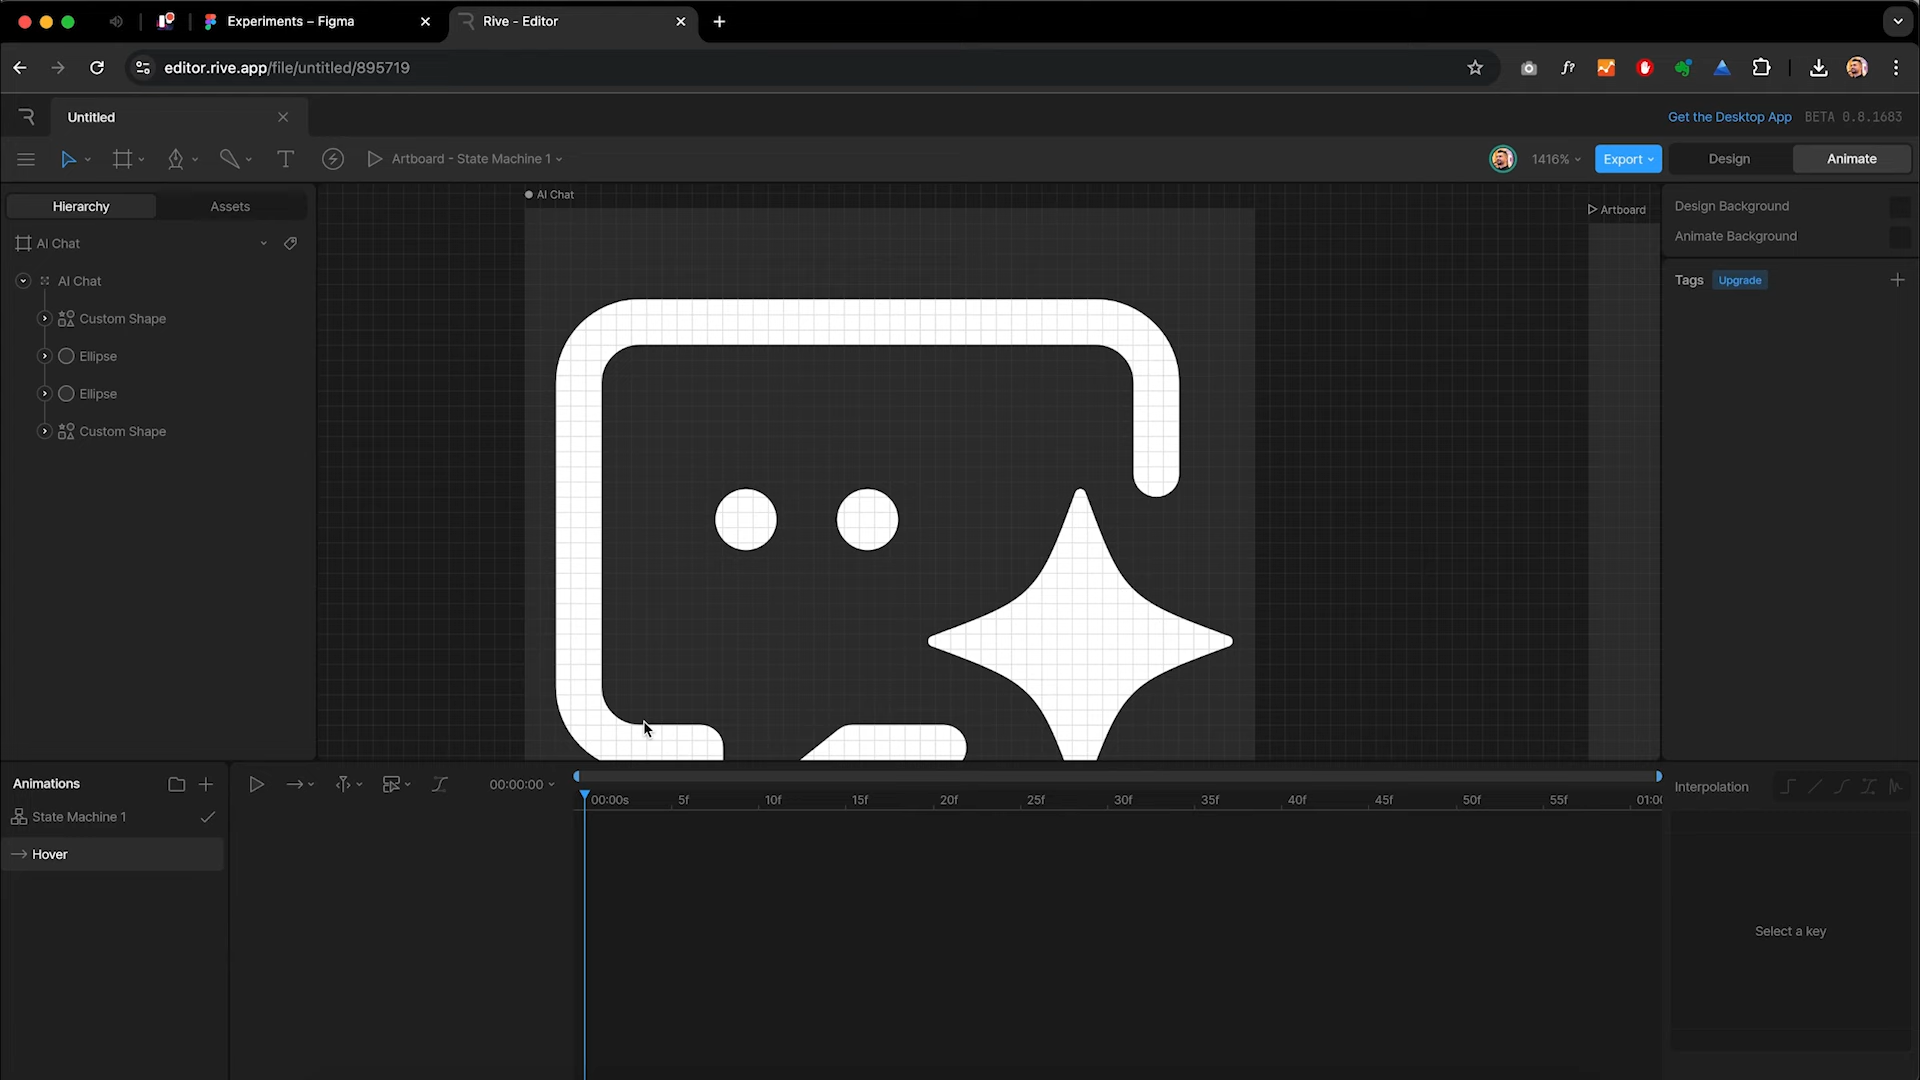 Experiments – Figma
Rive - Editor
editor.rive.app/file/untitled/895719
Untitled
Get the Desktop App
BETA 0.8.1683
Artboard - State Machine 1
1416%
Export
Design
Animate
Hierarchy
Assets
AI Chat
Artboard
Design Background
Animate Background
AI Chat
AI Chat
Tags
Upgrade
Custom Shape
Ellipse
Ellipse
Custom Shape
Animations
00:00:00
Interpolation
00:00s
5f
10f
15f
20f
25f
30f
35f
40f
45f
50f
55f
State Machine 1
Hover
Select a key